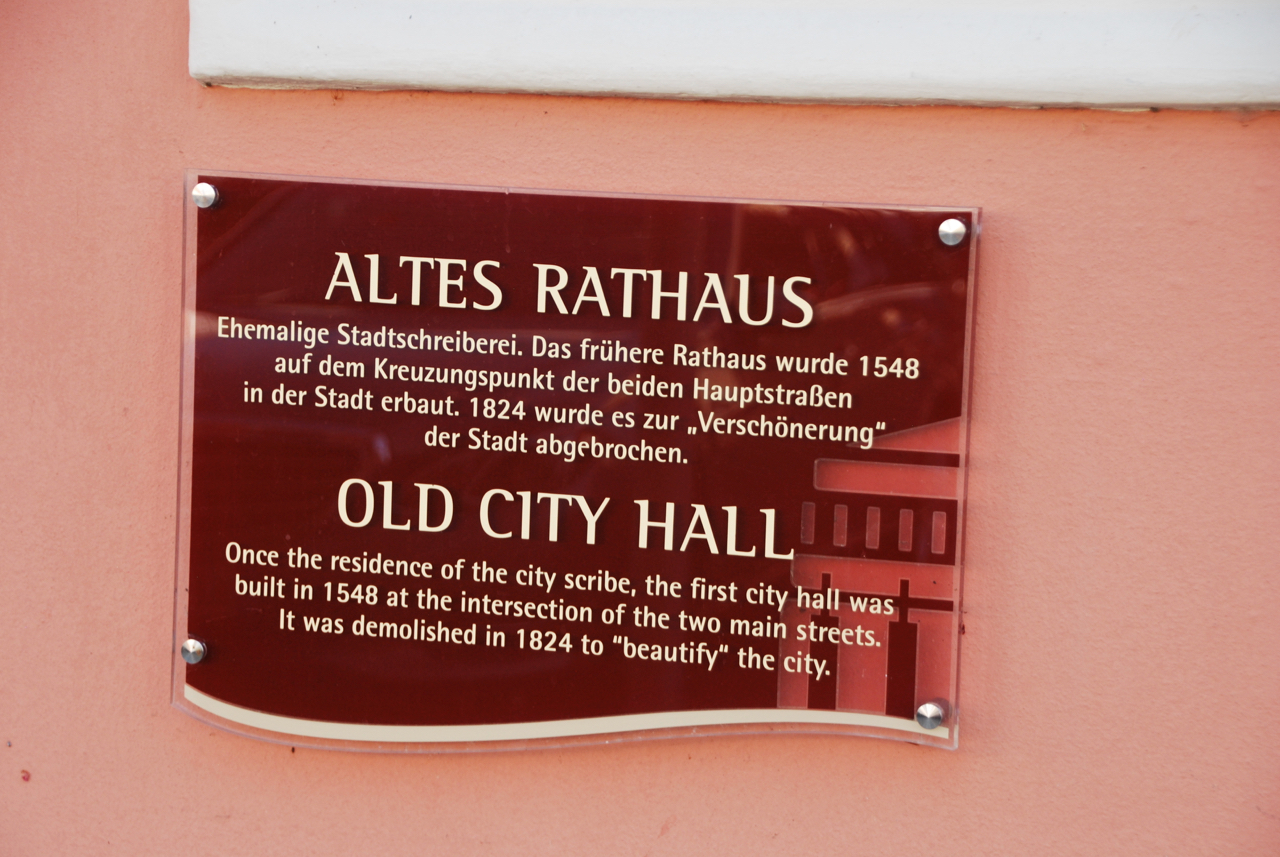 ALTES RATHAUS
Ehemalige Stadtschreiberei. Das frühere Rathaus wurde 1548
auf dem Kreuzungspunkt der beiden Hauptstraßen
in der Stadt erbaut. 1824 wurde es zur „Verschönerung“
der Stadt abgebrochen.
OLD CITY HALL
Once the residence of the city scribe, the first city hall was
built in 1548 at the intersection of the two main streets.
It was demolished in 1824 to “beautify“ the city.